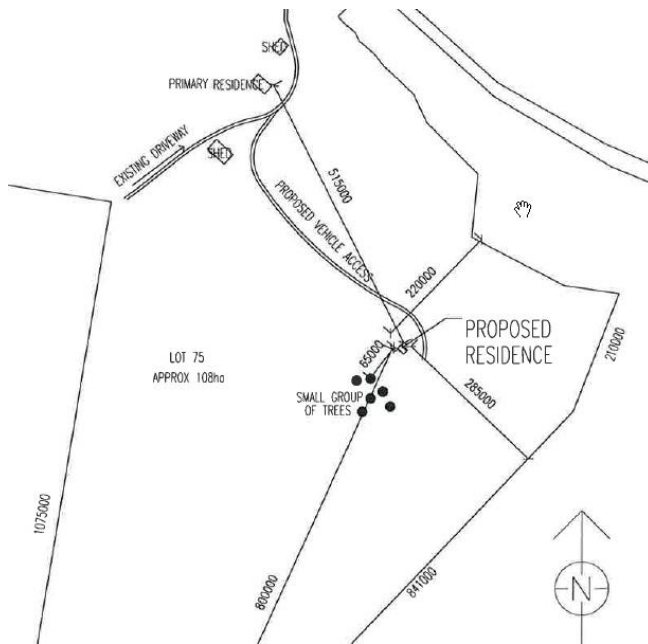 SHED
PRIMARY RESIDENCE
EXISTING DRIVEWAY
SHED
515000
PROPOSED VEHICLE ACCESS
220000
PROPOSED
RESIDENCE
65000
210000
LOT 75
APPROX 108ha
285000
SMALL GROUP
OF TREES
1075000
800000
841000
N